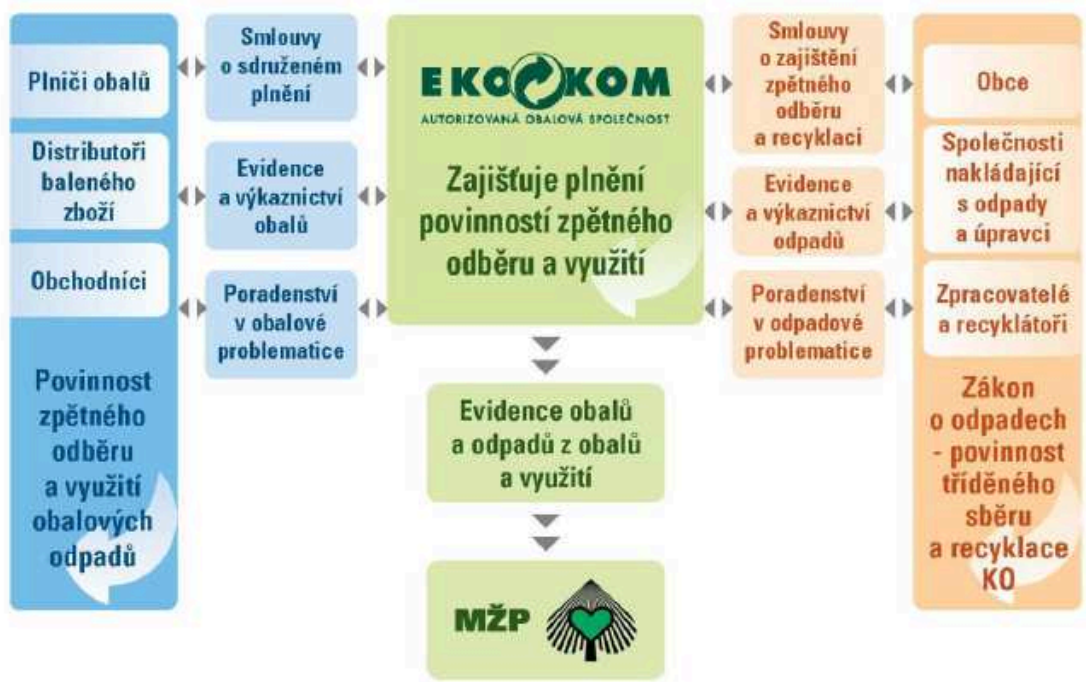 Plniči obalů
Distributoři
baleného
zboží
Obchodníci
Povinnost
zpětného
odběru
a využití
obalových
odpadů
Smlouvy
o sdruženém
plnění
Evidence
a výkaznictví
obalů
Poradenství
v obalové
problematice
EKO KOM
AUTORIZOVANÁ OBALOVÁ SPOLEČNOST
Zajišťuje plnění
povinností zpětného
odběru a využití
Evidence obalů
a odpadů z obalů
a využití
MŽP
Smlouvy
o zajištění
zpětného
odběru
a recyklaci
Evidence
a výkaznictví
odpadů
Poradenství
v odpadové
problematice
Obce
Společnosti
nakládající
s odpady
a úpravci
Zpracovatelé
a recyklátoři
Zákon
o odpadech
- povinnost
tříděného
sběru
a recyklace
KO